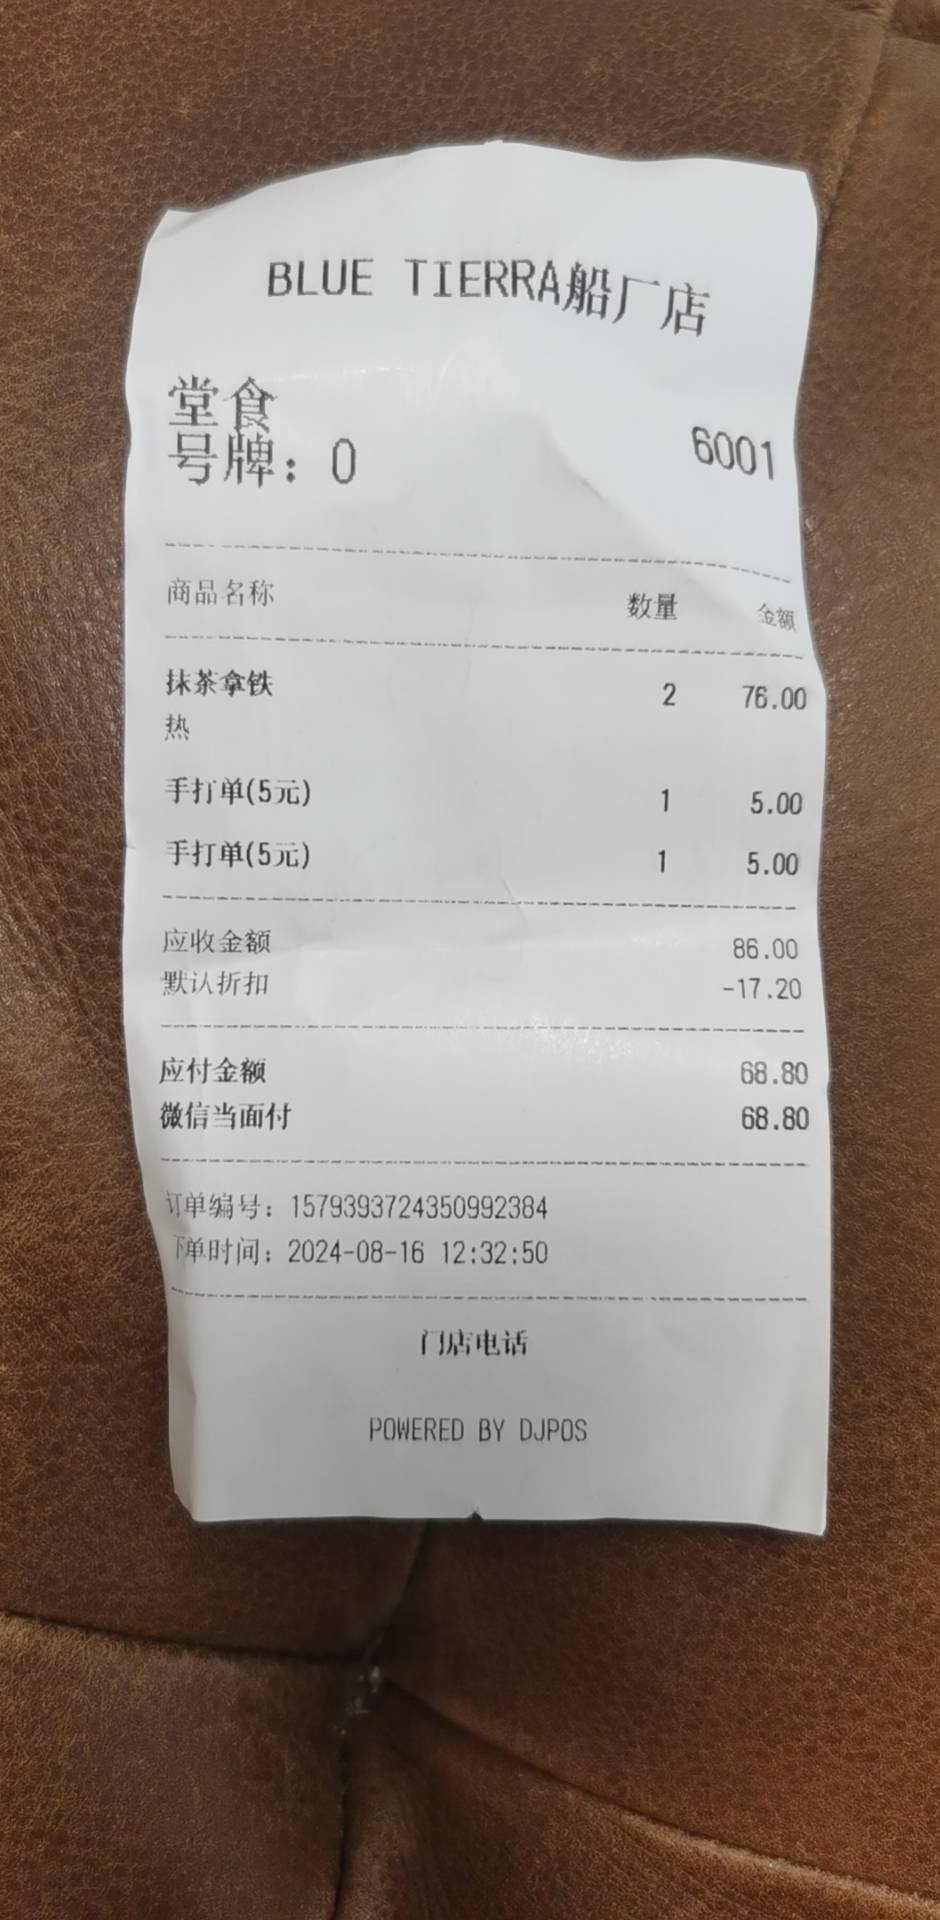 BLUE TIERRA船厂店
堂食
号牌：0 6001
商品名称 数量 金额
抹茶拿铁 2 76.00
热
手打单(5元) 1 5.00
手打单(5元) 1 5.00
应收金额 86.00
默认折扣 -17.20
应付金额 68.80
微信当面付 68.80
订单编号：1579393724350992384
下单时间：2024-08-16 12:32:50
门店电话
POWERED BY DJPOS